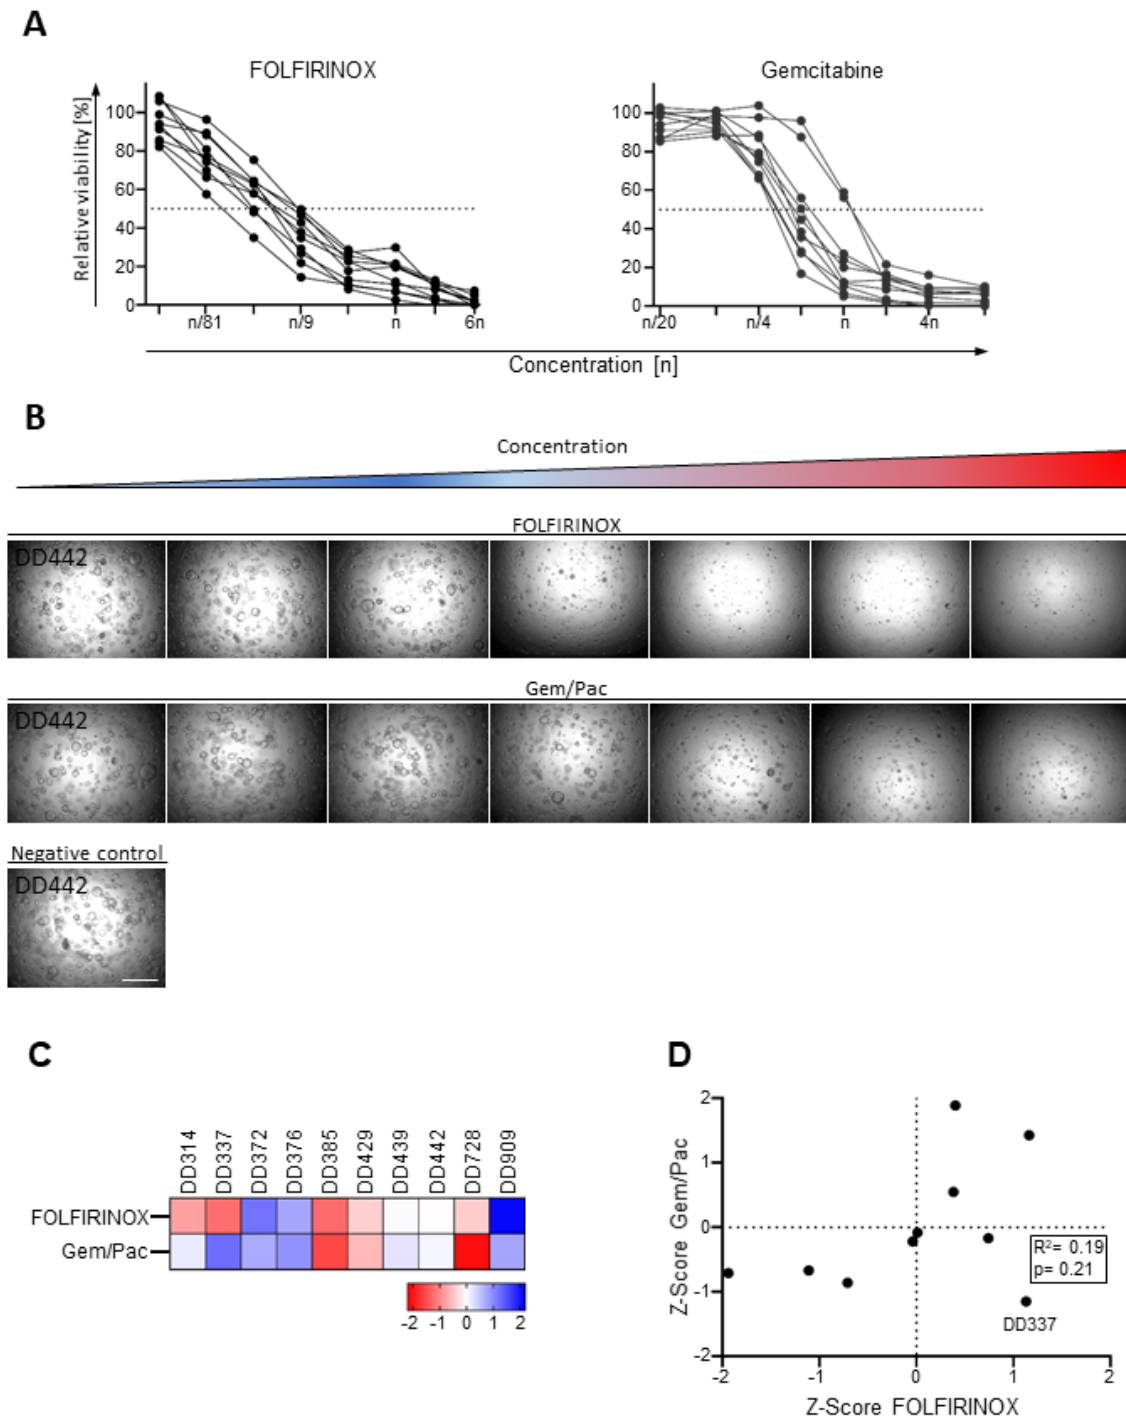 A
FOLFIRINOX
Gemcitabine
Relative viability [%]
100
80
60
40
20
0
n/81
n/9
n
6n
100
80
60
40
20
0
n/20
n/4
n
4n
Concentration [n]
B
Concentration
FOLFIRINOX
DD442
Gem/Pac
DD442
Negative control
DD442
C
DD314
DD337
DD372
DD376
DD385
DD429
DD439
DD442
DD728
DD909
FOLFIRINOX
Gem/Pac
-2 -1 0 1 2
D
Z-Score Gem/Pac
2
1
0
-1
-2
R²= 0.19
p= 0.21
DD337
-2 -1 0 1 2
Z-Score FOLFIRINOX